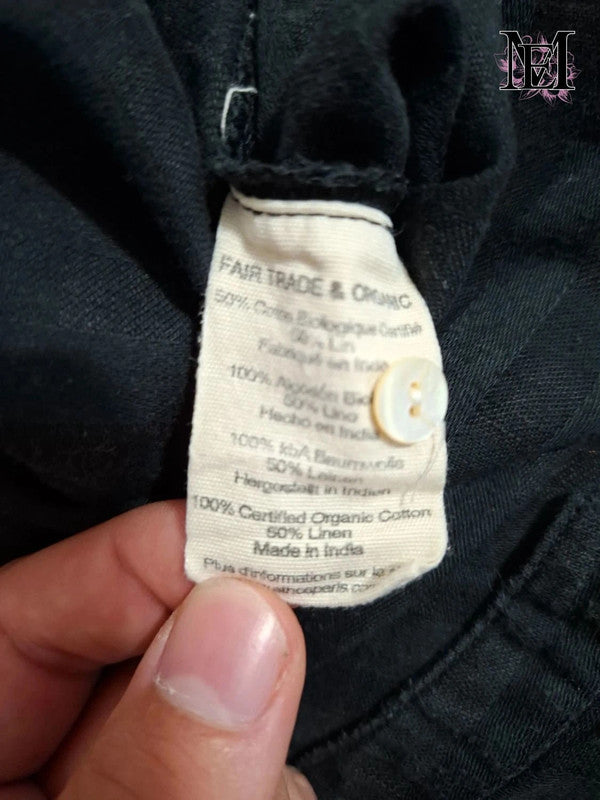 FAIR TRADE & ORGANIC
50% Coton Biologique Certifié
50% Lin
Fabriqué en Inde
100% Algodón Bio
50% Lino
Hecho en India
100% kbA Baumwolle
50% Leinen
Hergestellt in Indien
100% Certified Organic Cotton
50% Linen
Made in India
Plus d'informations sur la